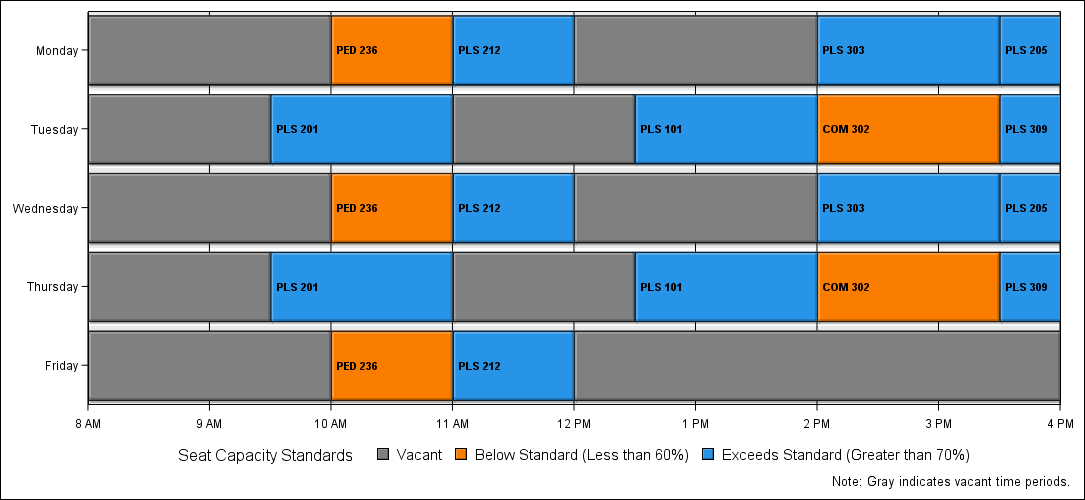 Monday PED 236 PLS 212 PLS 303 PLS 205
Tuesday PLS 201 PLS 101 COM 302 PLS 309
Wednesday PED 236 PLS 212 PLS 303 PLS 205
Thursday PLS 201 PLS 101 COM 302 PLS 309
Friday PED 236 PLS 212
8 AM 9 AM 10 AM 11 AM 12 PM 1 PM 2 PM 3 PM 4 PM
Seat Capacity Standards Vacant Below Standard (Less than 60%) Exceeds Standard (Greater than 70%)
Note: Gray indicates vacant time periods.